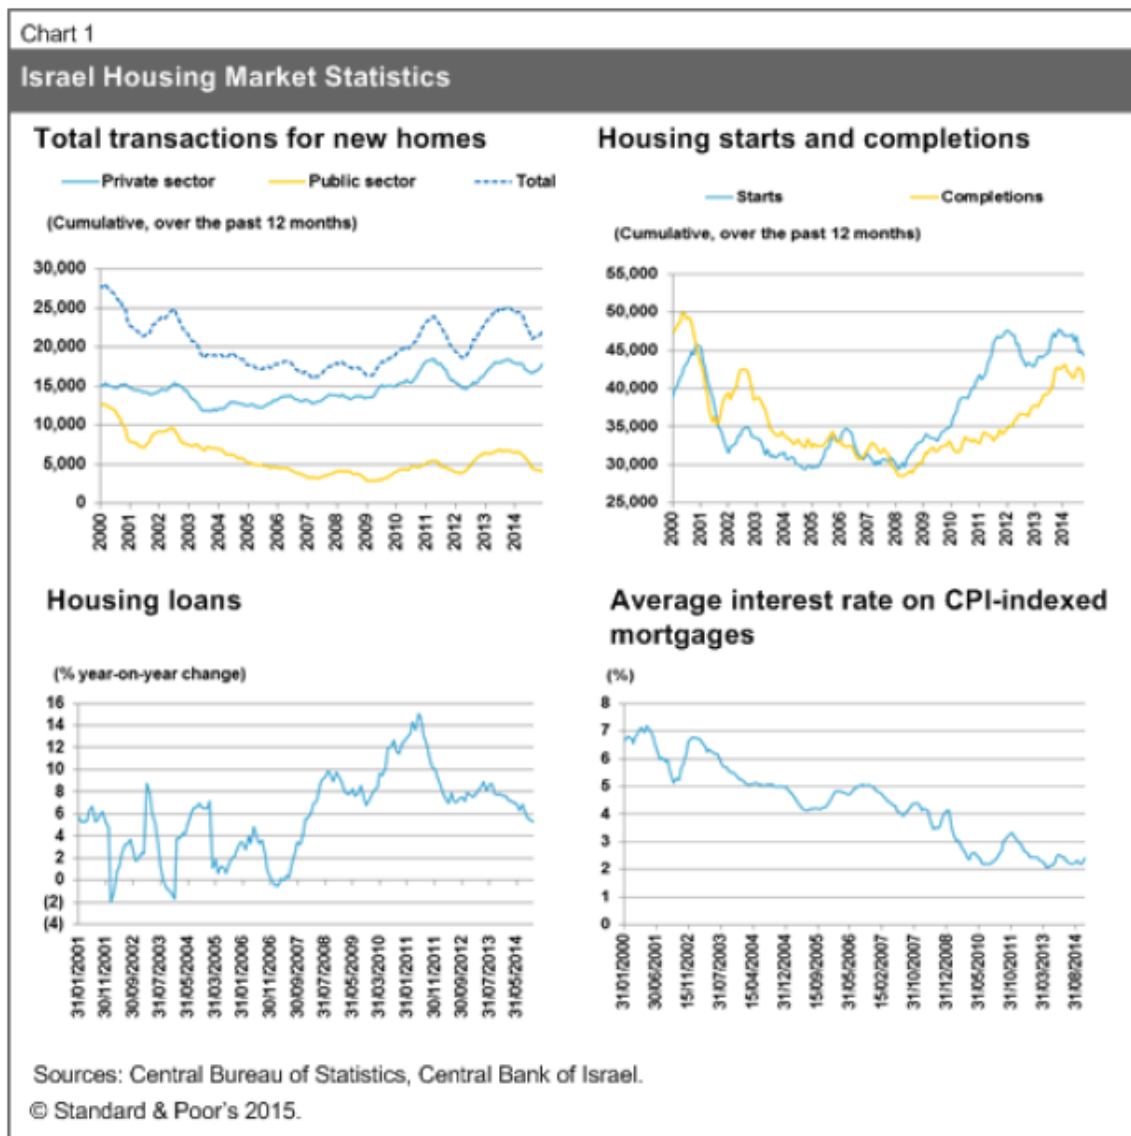 Chart 1
Israel Housing Market Statistics
Total transactions for new homes
Private sector Public sector Total
(Cumulative, over the past 12 months)
30,000
25,000
20,000
15,000
10,000
5,000
0
2000 2001 2002 2003 2004 2005 2006 2007 2008 2009 2010 2011 2012 2013 2014
Housing starts and completions
Starts Completions
(Cumulative, over the past 12 months)
55,000
50,000
45,000
40,000
35,000
30,000
25,000
2000 2001 2002 2003 2004 2005 2006 2007 2008 2009 2010 2011 2012 2013 2014
Housing loans
(% year-on-year change)
16
14
12
10
8
6
4
2
0
(2)
(4)
31/01/2001 30/11/2001 30/09/2002 31/07/2003 31/05/2004 31/03/2005 31/01/2006 30/11/2006 30/09/2007 31/07/2008 31/05/2009 31/03/2010 31/01/2011 30/11/2011 30/09/2012 31/07/2013 31/05/2014
Average interest rate on CPI-indexed
mortgages
(%)
8
7
6
5
4
3
2
1
0
31/01/2000 30/06/2001 15/11/2002 31/07/2003 15/04/2004 31/12/2004 15/09/2005 31/05/2006 15/02/2007 31/10/2007 31/12/2008 31/05/2010 31/10/2011 31/03/2013 31/08/2014
Sources: Central Bureau of Statistics, Central Bank of Israel.
© Standard & Poor's 2015.